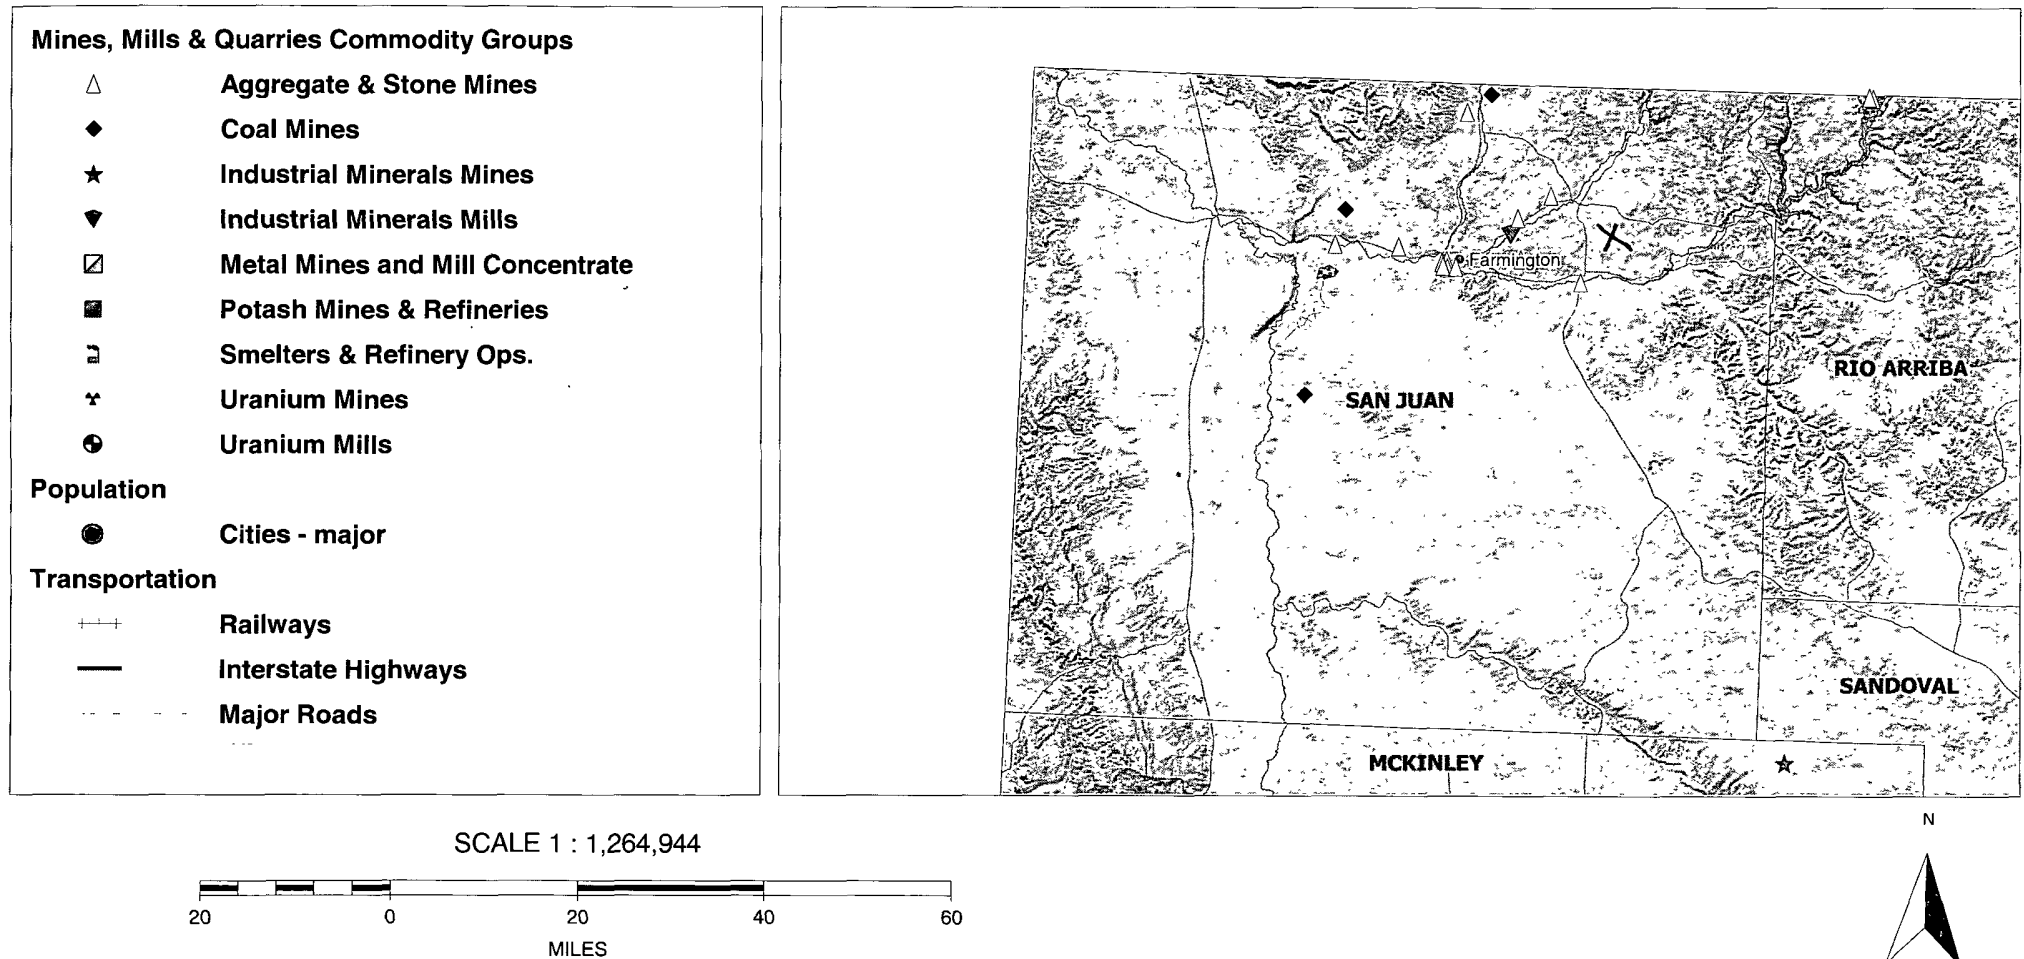 Mines, Mills & Quarries Commodity Groups
Aggregate & Stone Mines
Coal Mines
Industrial Minerals Mines
Industrial Minerals Mills
Metal Mines and Mill Concentrate
Potash Mines & Refineries
Smelters & Refinery Ops.
Uranium Mines
Uranium Mills
Population
Cities - major
Transportation
Railways
Interstate Highways
Major Roads
Farmington
RIO ARRIBA
SAN JUAN
SANDOVAL
MCKINLEY
SCALE 1 : 1,264,944
20 0 20 40 60
MILES
N